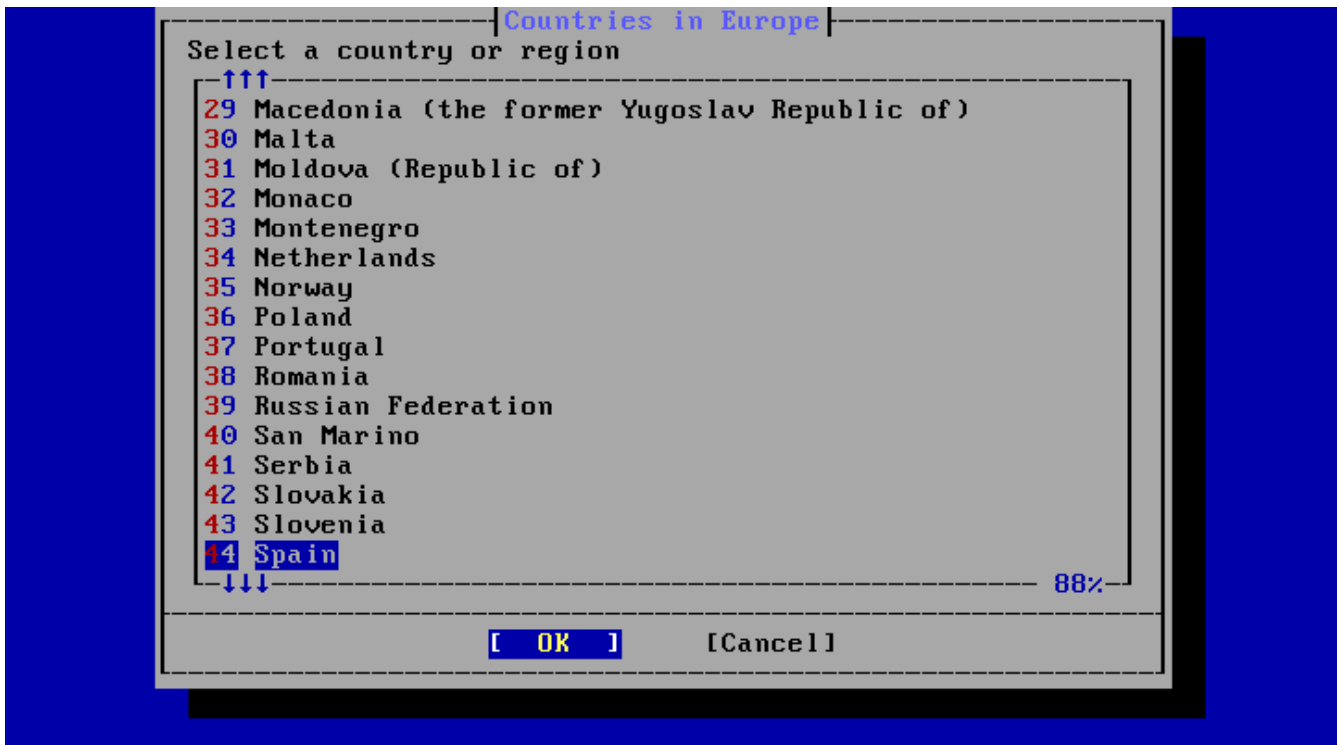 Countries in Europe
Select a country or region
↑↑↑
29 Macedonia (the former Yugoslav Republic of)
30 Malta
31 Moldova (Republic of)
32 Monaco
33 Montenegro
34 Netherlands
35 Norway
36 Poland
37 Portugal
38 Romania
39 Russian Federation
40 San Marino
41 Serbia
42 Slovakia
43 Slovenia
44 Spain
↓↓↓ 88%
[ OK ] [Cancel]